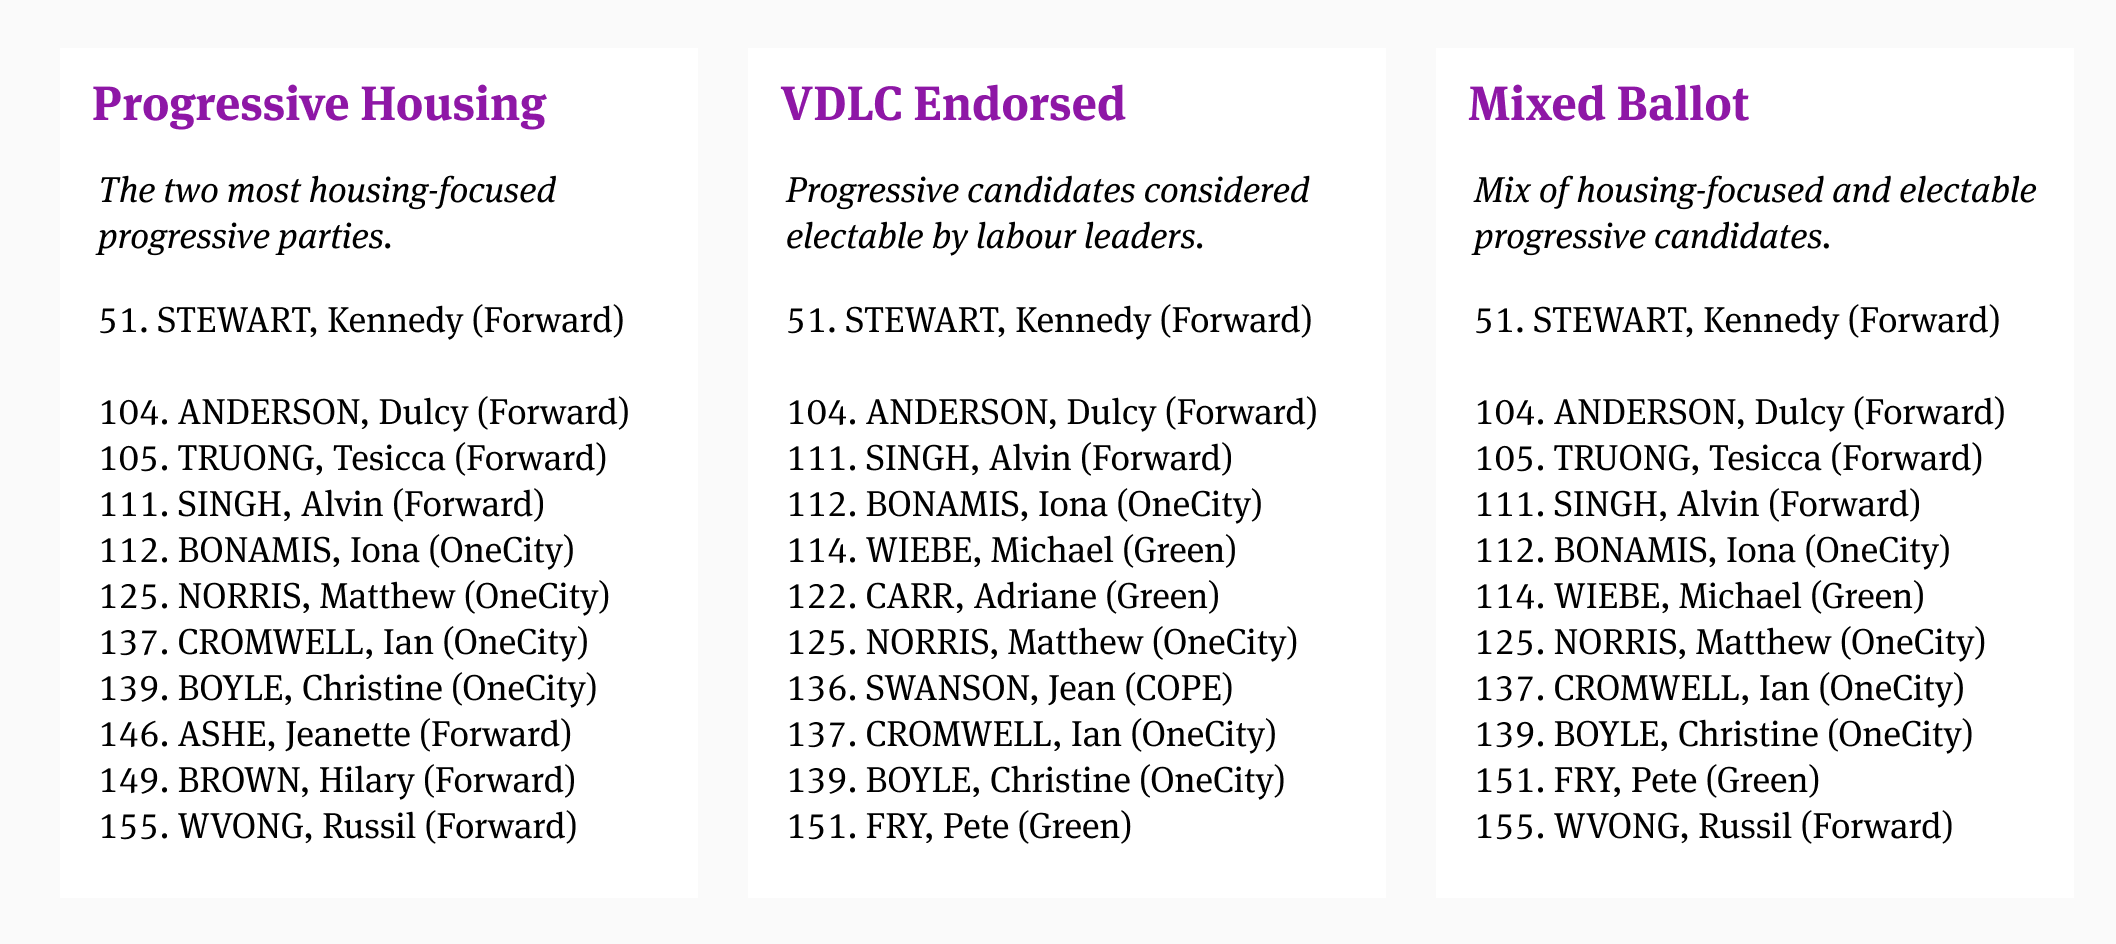 Progressive Housing
The two most housing-focused
progressive parties.
51. STEWART, Kennedy (Forward)
104. ANDERSON, Dulcy (Forward)
105. TRUONG, Tesicca (Forward)
111. SINGH, Alvin (Forward)
112. BONAMIS, Iona (OneCity)
125. NORRIS, Matthew (OneCity)
137. CROMWELL, Ian (OneCity)
139. BOYLE, Christine (OneCity)
146. ASHE, Jeanette (Forward)
149. BROWN, Hilary (Forward)
155. WVONG, Russil (Forward)
VDLC Endorsed
Progressive candidates considered
electable by labour leaders.
51. STEWART, Kennedy (Forward)
104. ANDERSON, Dulcy (Forward)
111. SINGH, Alvin (Forward)
112. BONAMIS, Iona (OneCity)
114. WIEBE, Michael (Green)
122. CARR, Adriane (Green)
125. NORRIS, Matthew (OneCity)
136. SWANSON, Jean (COPE)
137. CROMWELL, Ian (OneCity)
139. BOYLE, Christine (OneCity)
151. FRY, Pete (Green)
Mixed Ballot
Mix of housing-focused and electable
progressive candidates.
51. STEWART, Kennedy (Forward)
104. ANDERSON, Dulcy (Forward)
105. TRUONG, Tesicca (Forward)
111. SINGH, Alvin (Forward)
112. BONAMIS, Iona (OneCity)
114. WIEBE, Michael (Green)
125. NORRIS, Matthew (OneCity)
137. CROMWELL, Ian (OneCity)
139. BOYLE, Christine (OneCity)
151. FRY, Pete (Green)
155. WVONG, Russil (Forward)